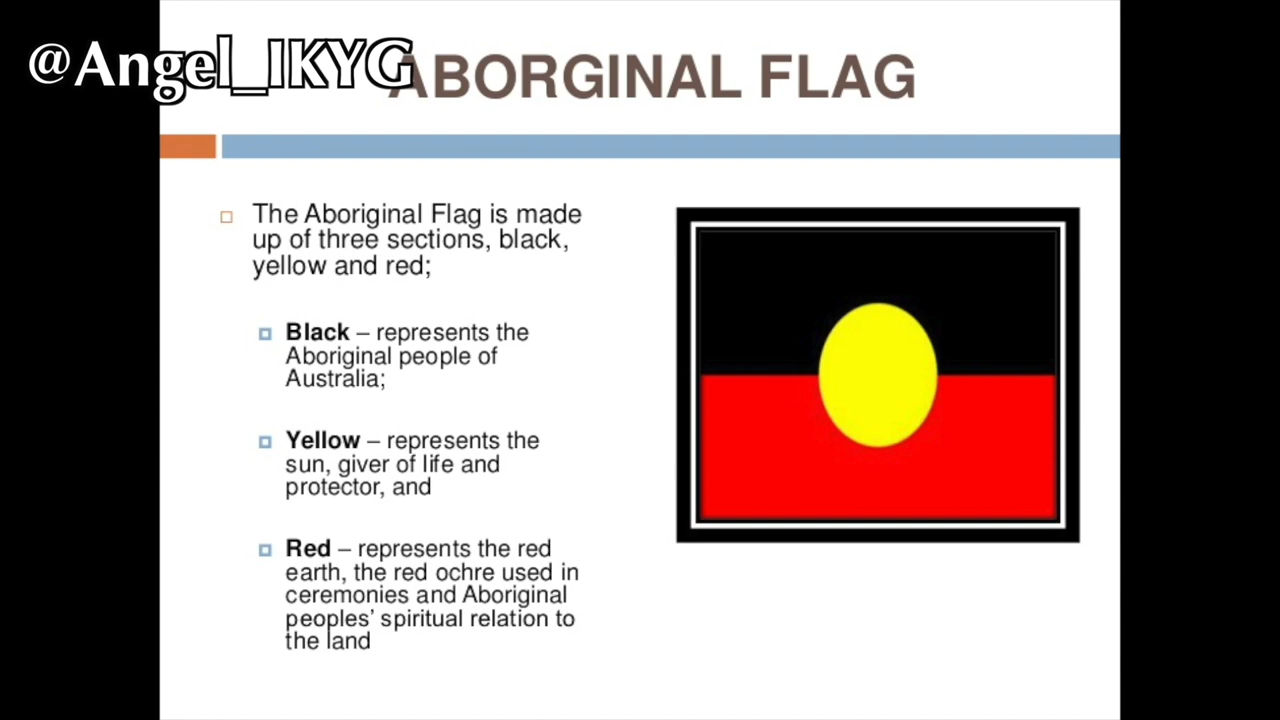 @Angel_IKYG
ABORGINAL FLAG
The Aboriginal Flag is made
up of three sections, black,
yellow and red;
Black – represents the
Aboriginal people of
Australia;
Yellow – represents the
sun, giver of life and
protector, and
Red – represents the red
earth, the red ochre used in
ceremonies and Aboriginal
peoples’ spiritual relation to
the land